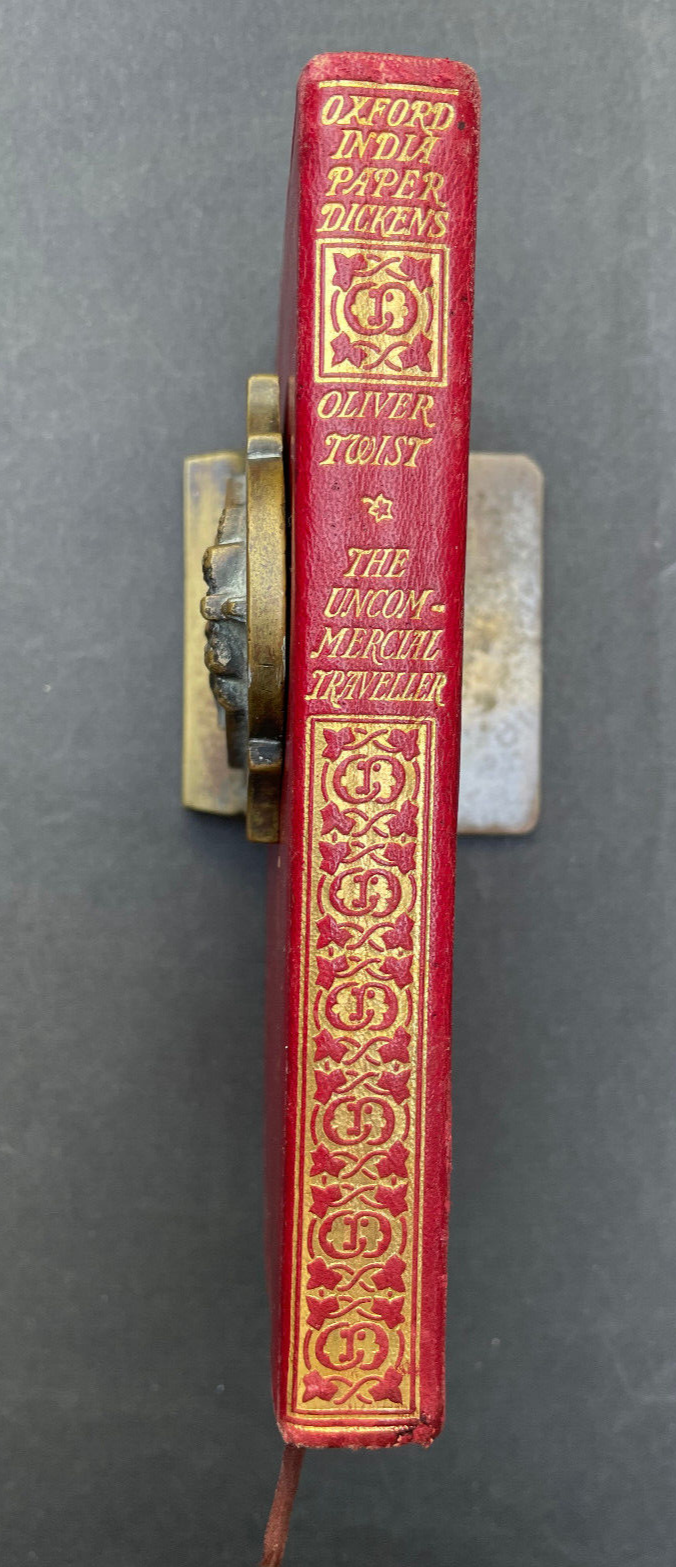 OXFORD
INDIA
PAPER
DICKENS
OLIVER
TWIST
THE
UNCOM-
MERCIAL
TRAVELLER